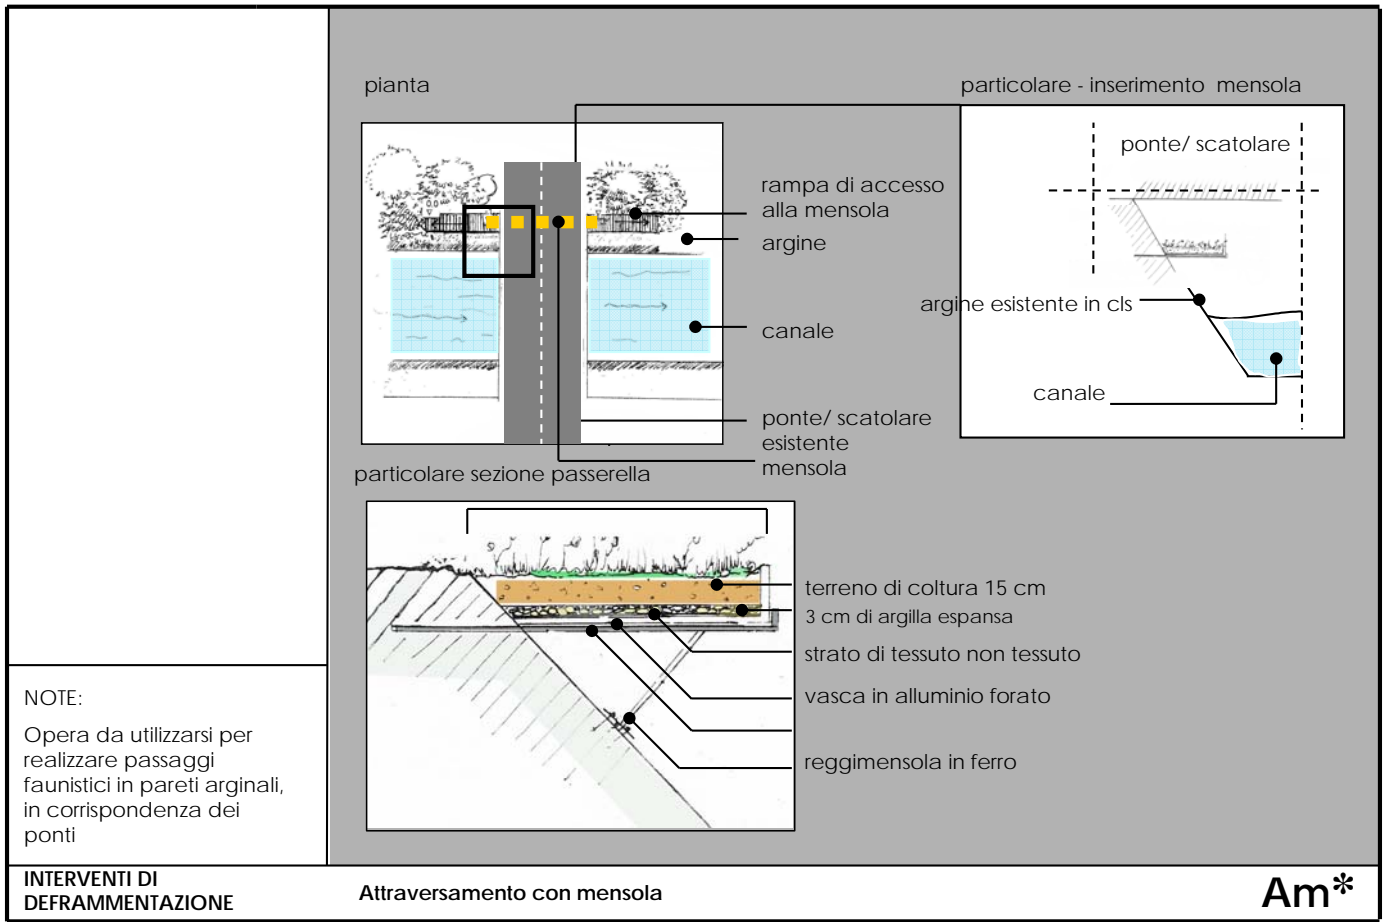 pianta
particolare - inserimento mensola
ponte/ scatolare
rampa di accesso
alla mensola
argine
argine esistente in cls
canale
canale
ponte/ scatolare
esistente
mensola
particolare sezione passerella
terreno di coltura 15 cm
3 cm di argilla espansa
strato di tessuto non tessuto
vasca in alluminio forato
reggimensola in ferro
NOTE:
Opera da utilizzarsi per
realizzare passaggi
faunistici in pareti arginali,
in corrispondenza dei
ponti
INTERVENTI DI
DEFRAMMENTAZIONE
Attraversamento con mensola
Am*